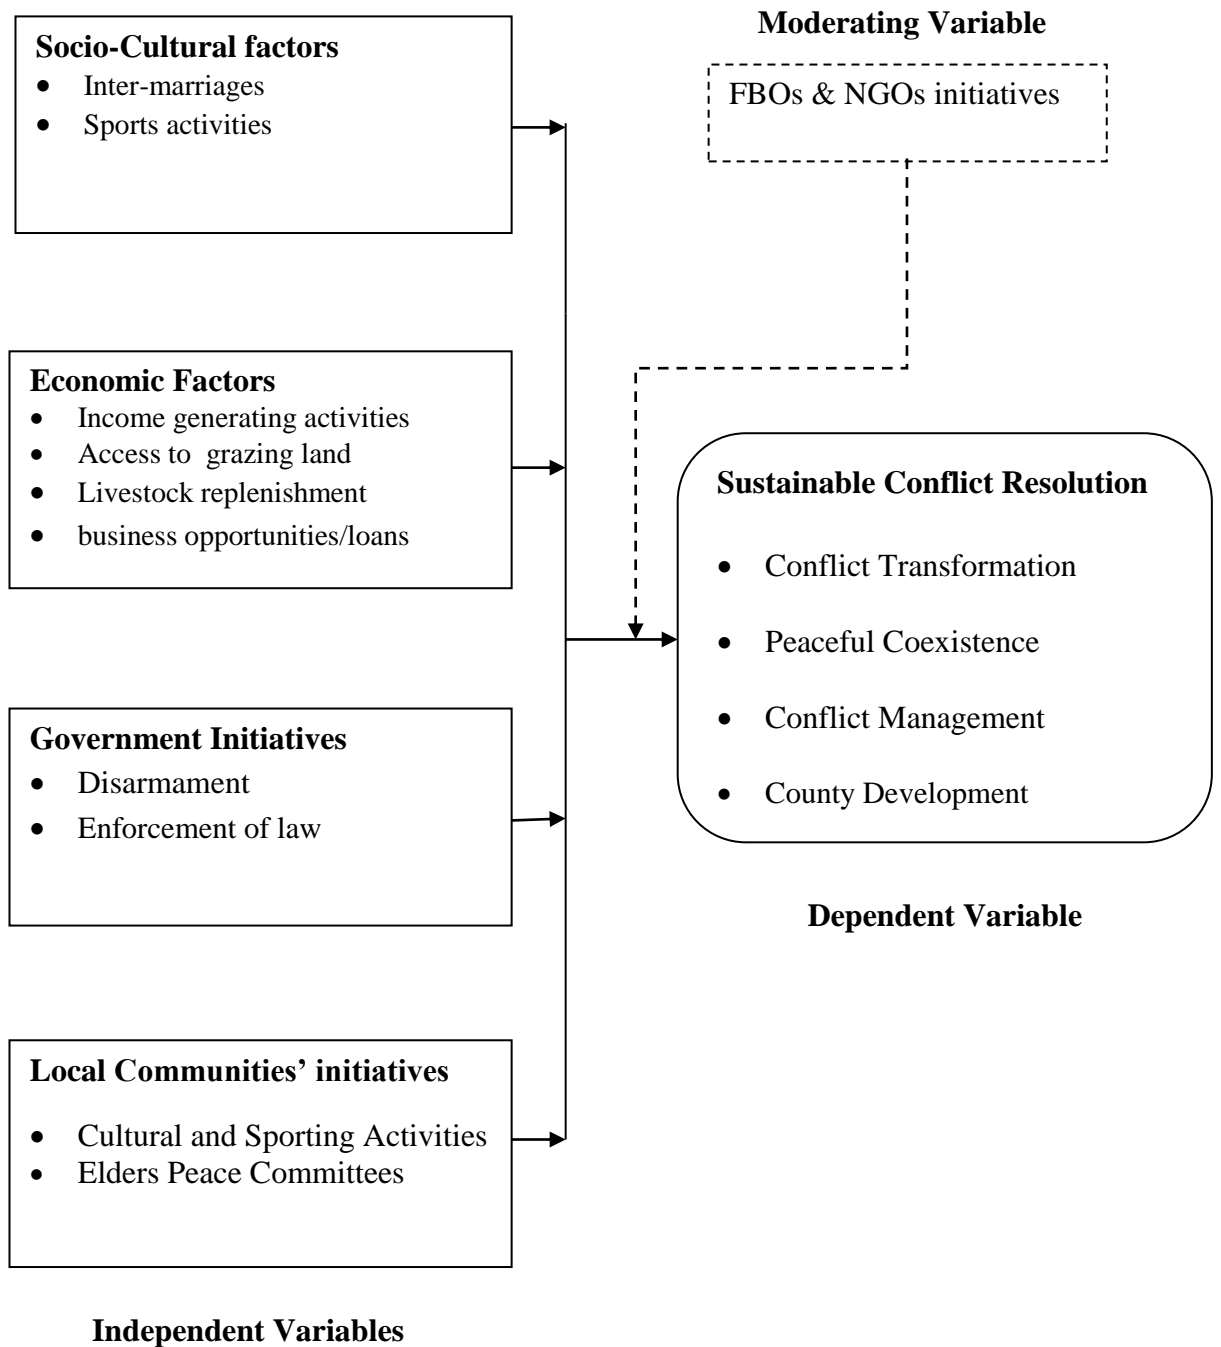 Moderating Variable
FBOs & NGOs initiatives
Socio-Cultural factors
• Inter-marriages
• Sports activities
Economic Factors
• Income generating activities
• Access to grazing land
• Livestock replenishment
• business opportunities/loans
Government Initiatives
• Disarmament
• Enforcement of law
Local Communities’ initiatives
• Cultural and Sporting Activities
• Elders Peace Committees
Independent Variables
Sustainable Conflict Resolution
• Conflict Transformation
• Peaceful Coexistence
• Conflict Management
• County Development
Dependent Variable